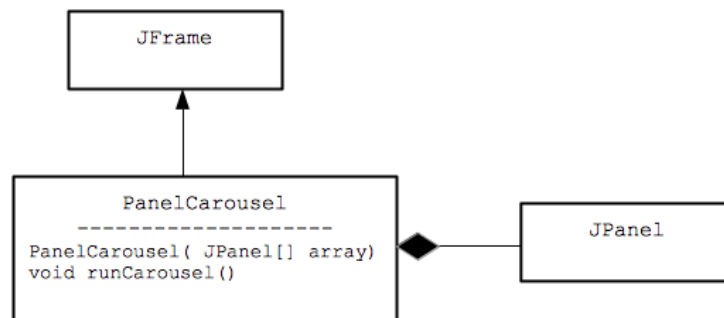 JFrame
PanelCarousel
---------------------
PanelCarousel( JPanel[] array)
void runCarousel()
JPanel